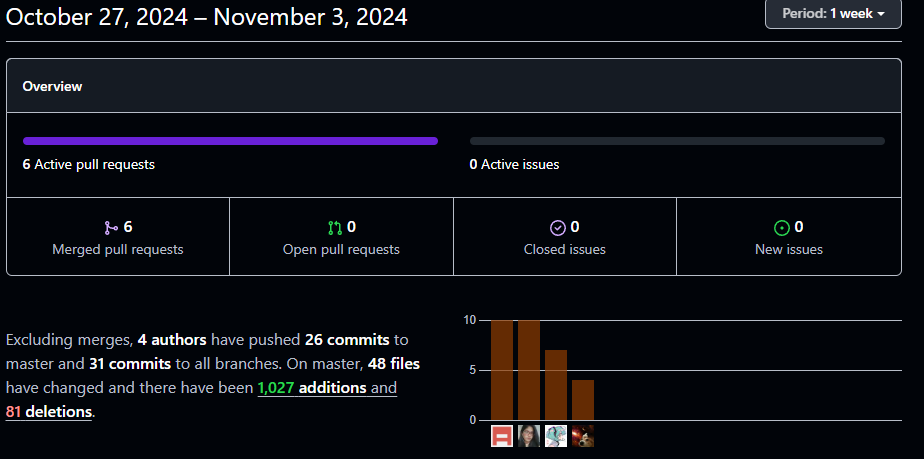 October 27, 2024 – November 3, 2024
Period: 1 week
Overview
6 Active pull requests
0 Active issues
6
Merged pull requests
0
Open pull requests
0
Closed issues
0
New issues
Excluding merges, 4 authors have pushed 26 commits to
master and 31 commits to all branches. On master, 48 files
have changed and there have been 1,027 additions and
81 deletions.
10
5
0